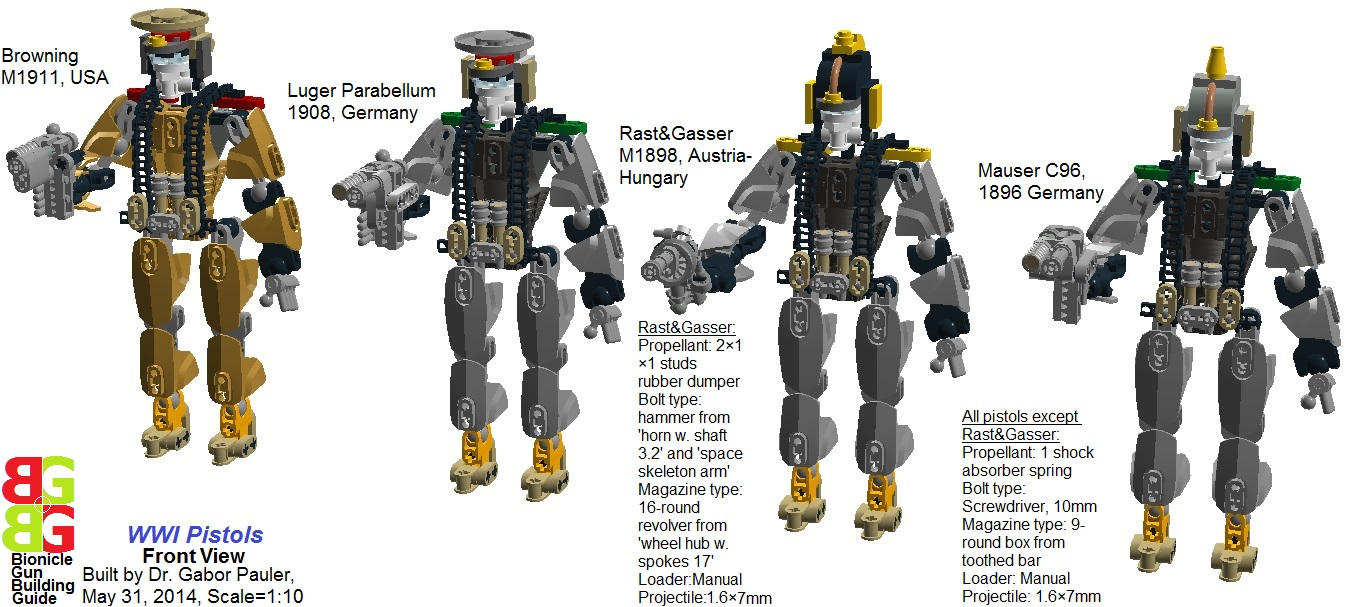 Browning
M1911, USA
Luger Parabellum
1908, Germany
Rast&Gasser
M1898, Austria-
Hungary
Mauser C96,
1896 Germany
Rast&Gasser:
Propellant: 2×1
×1 studs
rubber dumper
Bolt type:
hammer from
'horn w. shaft
3.2' and 'space
skeleton arm'
Magazine type:
16-round
revolver from
'wheel hub w.
spokes 17'
Loader:Manual
Projectile:1.6×7mm
All pistols except
Rast&Gasser:
Propellant: 1 shock
absorber spring
Bolt type:
Screwdriver, 10mm
Magazine type: 9-
round box from
toothed bar
Loader: Manual
Projectile: 1.6×7mm
BG
BG
Bionicle
Gun
Building
Guide
WWI Pistols
Front View
Built by Dr. Gabor Pauler,
May 31, 2014, Scale=1:10